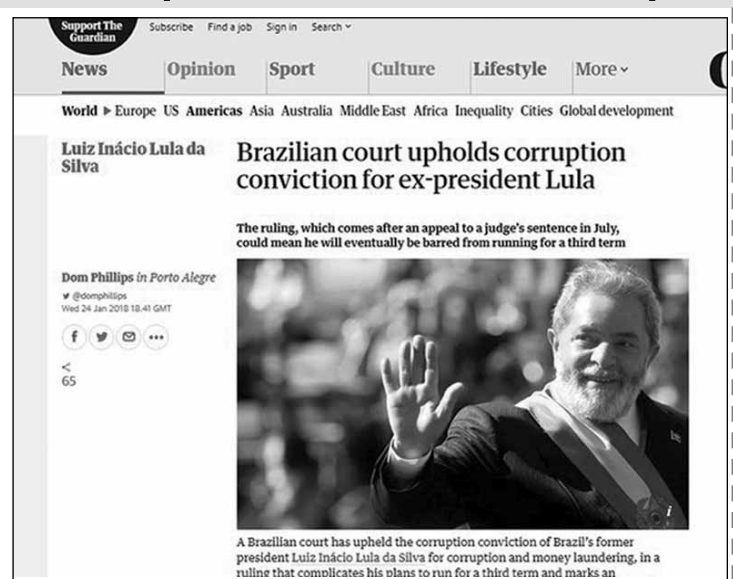 Support The
Guardian
Subscribe Find a job Sign in Search
News Opinion Sport Culture Lifestyle More
World Europe US Americas Asia Australia Middle East Africa Inequality Cities Global development
Luiz Inácio Lula da
Silva
Brazilian court upholds corruption
conviction for ex-president Lula
The ruling, which comes after an appeal to a judge's sentence in July,
could mean he will eventually be barred from running for a third term
Dom Phillips in Porto Alegre
@domphillips
Wed 24 Jan 2018 18.41 GMT
65
A Brazilian court has upheld the corruption conviction of Brazil's former
president Luiz Inácio Lula da Silva for corruption and money laundering, in a
ruling that complicates his plans to run for a third term and marks an